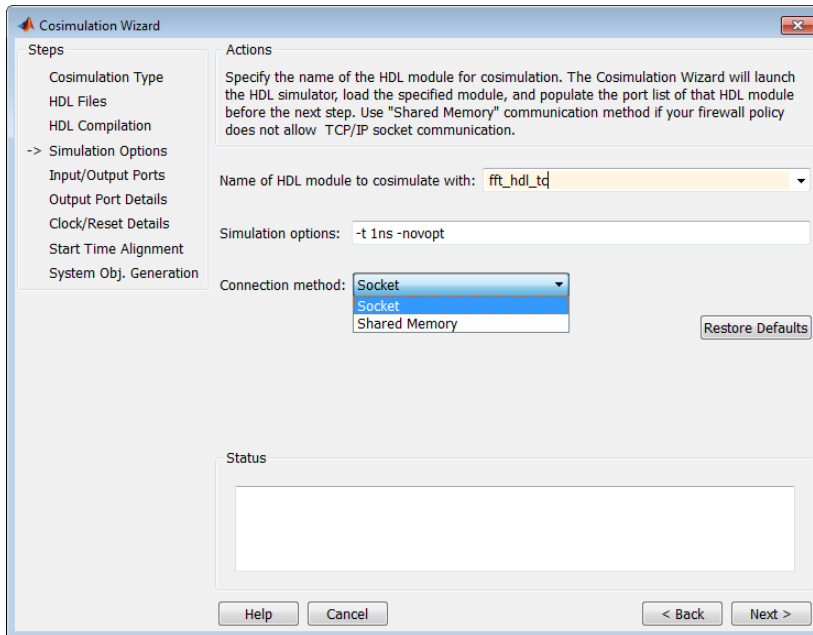 Cosimulation Wizard
Steps
Cosimulation Type
HDL Files
HDL Compilation
-> Simulation Options
Input/Output Ports
Output Port Details
Clock/Reset Details
Start Time Alignment
System Obj. Generation
Actions
Specify the name of the HDL module for cosimulation. The Cosimulation Wizard will launch
the HDL simulator, load the specified module, and populate the port list of that HDL module
before the next step. Use "Shared Memory" communication method if your firewall policy
does not allow TCP/IP socket communication.
Name of HDL module to cosimulate with: fft_hdl_tc
Simulation options: -t 1ns -novopt
Connection method: Socket
Socket
Shared Memory
Restore Defaults
Status
Help Cancel < Back Next >